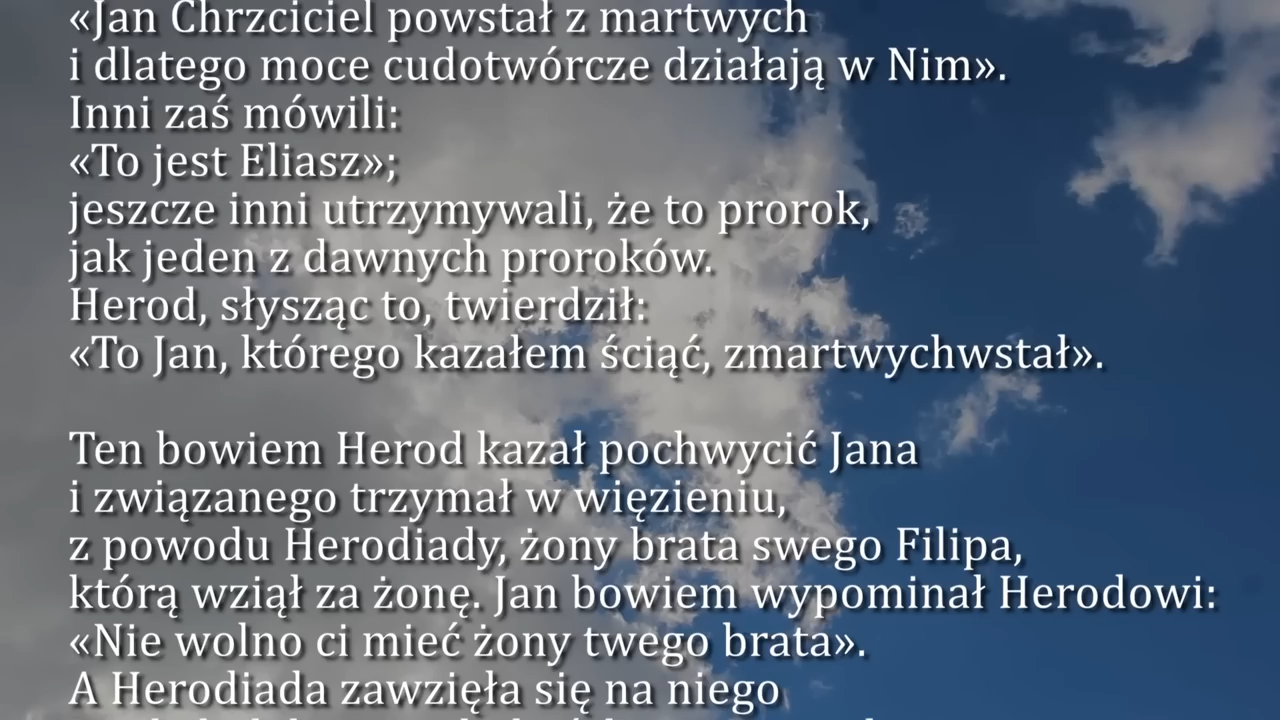 «Jan Chrzciciel powstał z martwych
i dlatego moce cudotwórcze działają w Nim».
Inni zaś mówili:
«To jest Eliasz»;
jeszcze inni utrzymywali, że to prorok,
jak jeden z dawnych proroków.
Herod, słysząc to, twierdził:
«To Jan, którego kazałem ściąć, zmartwychwstał».
Ten bowiem Herod kazał pochwycić Jana
i związanego trzymał w więzieniu,
z powodu Herodiady, żony brata swego Filipa,
którą wziął za żonę. Jan bowiem wypominał Herodowi:
«Nie wolno ci mieć żony twego brata».
A Herodiada zawzięła się na niego